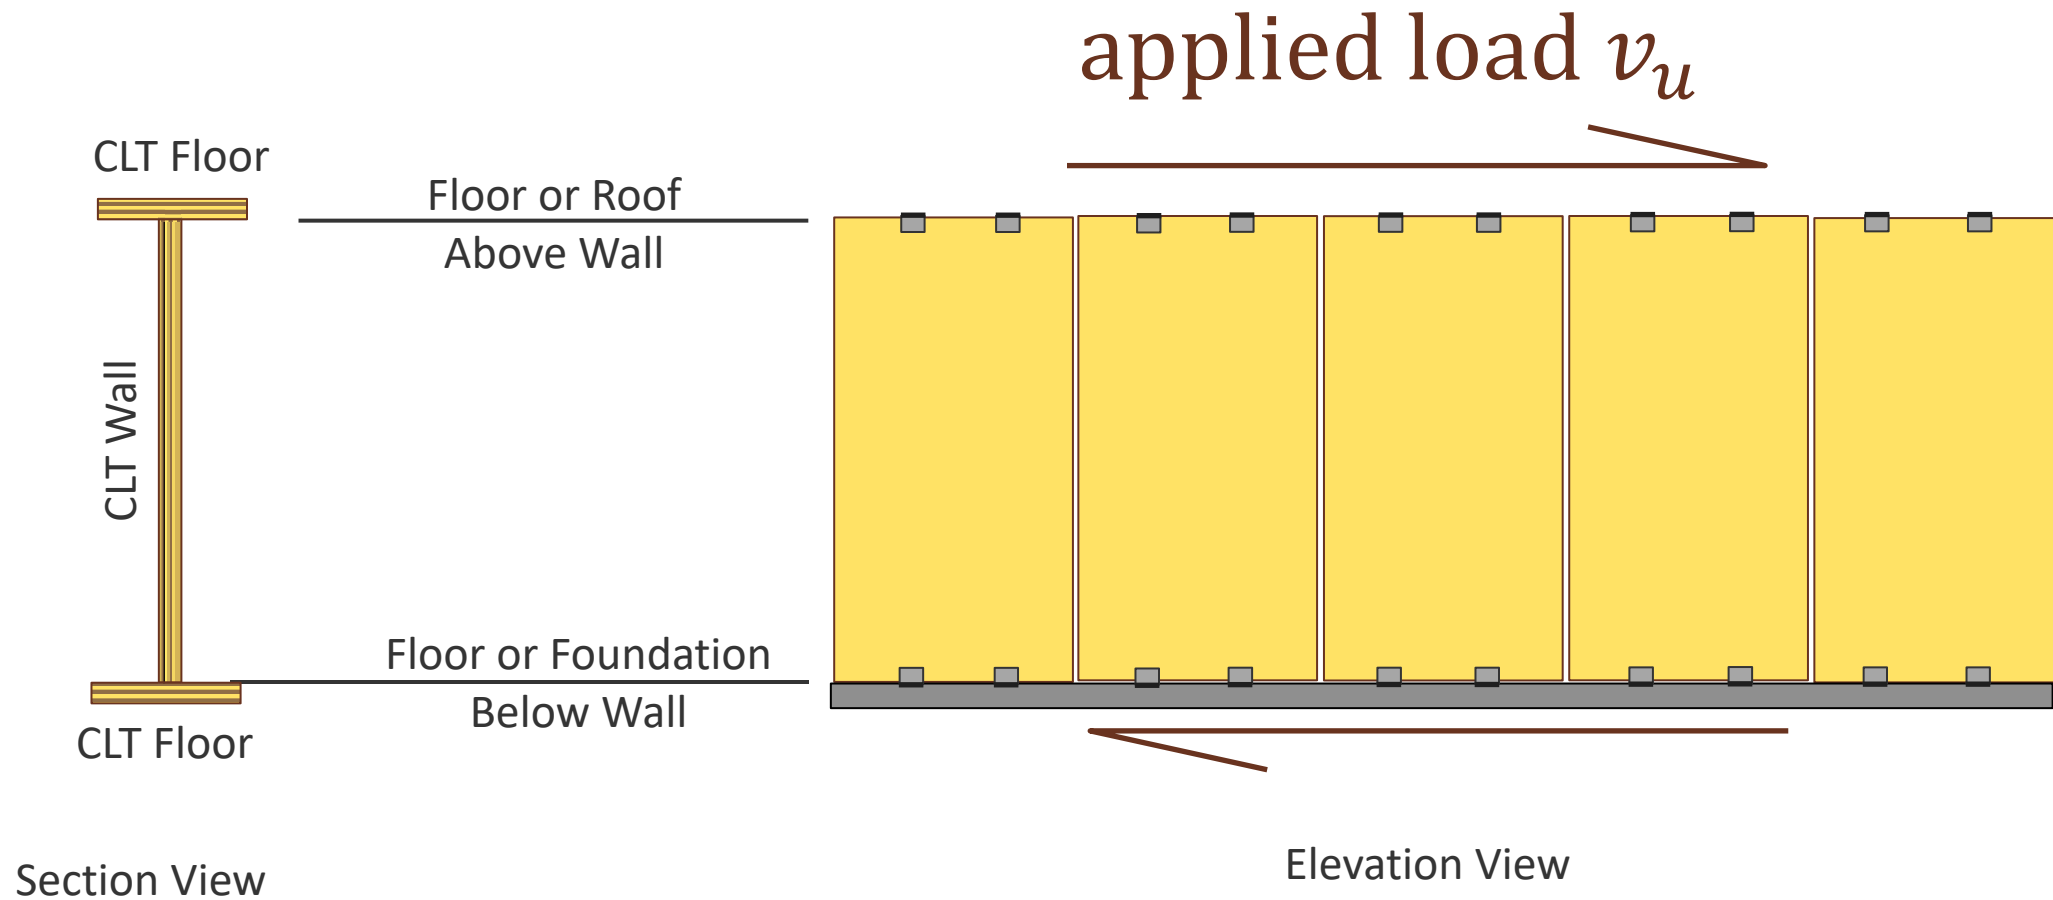 applied load v_u
CLT Floor
Floor or Roof
Above Wall
CLT Wall
Floor or Foundation
Below Wall
CLT Floor
Elevation View
Section View